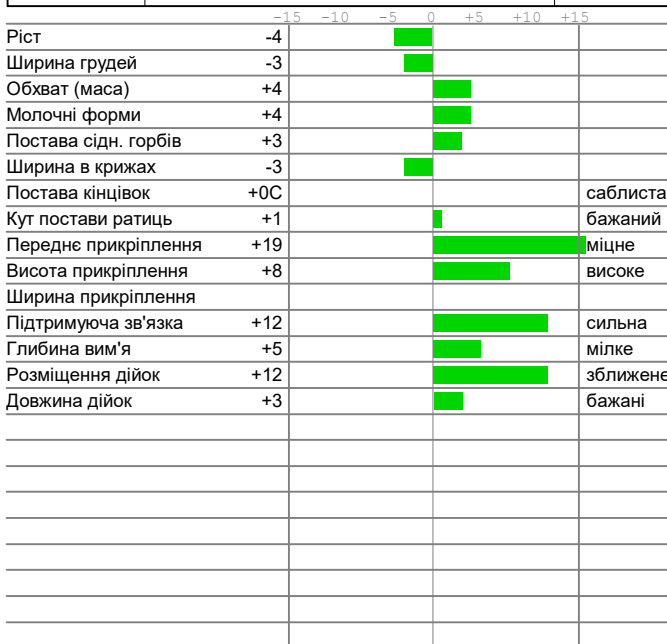 -15 -10 -5 0 +5 +10 +15
Ріст -4
Ширина грудей -3
Обхват (маса) +4
Молочні форми +4
Постава сідн. горбів +3
Ширина в крижах -3
Постава кінцівок +0C саблиста
Кут постави ратиць +1 бажаний
Переднє прикріплення +19 міцне
Висота прикріплення +8 високе
Ширина прикріплення
Підтримуюча зв'язка +12 сильна
Глибина вим'я +5 мілке
Розміщення дійок +12 зближене
Довжина дійок +3 бажані